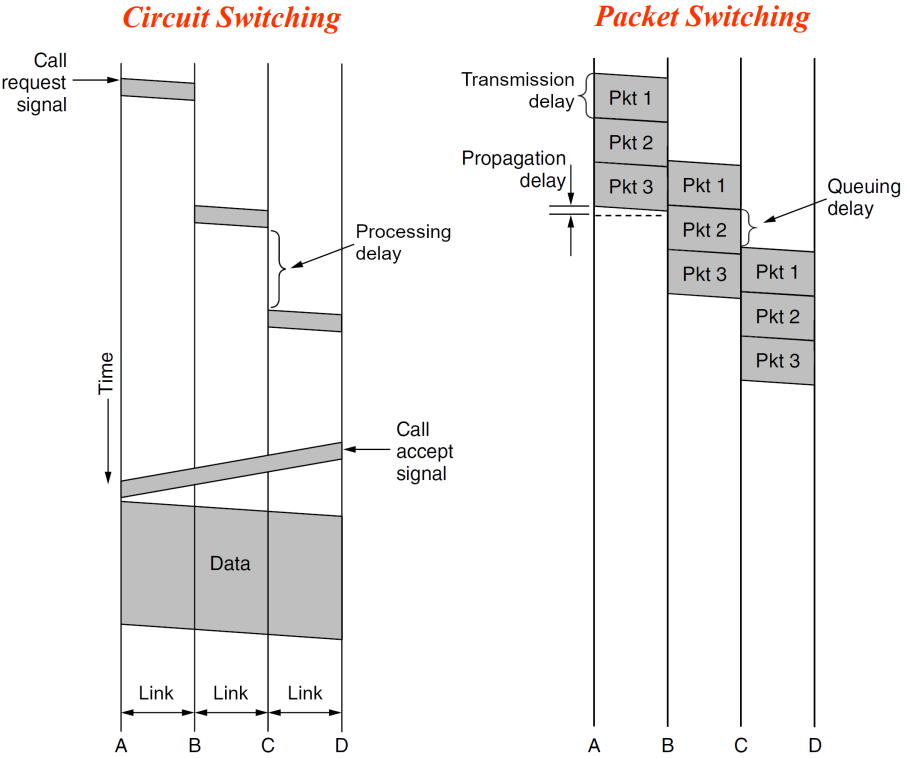 Circuit Switching
Call
request
signal
Processing
delay
Time
Call
accept
signal
Data
Link
Link
Link
A
B
C
D
Packet Switching
Transmission
delay
Pkt 1
Pkt 2
Propagation
delay
Pkt 3
Pkt 1
Queuing
delay
Pkt 2
Pkt 3
Pkt 1
Pkt 2
Pkt 3
A
B
C
D